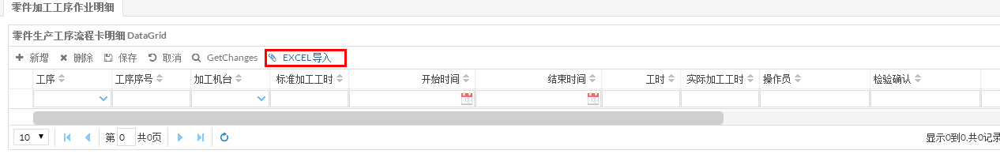 零件加工工序作业明细
零件生产工序流程卡明细 DataGrid
新增 删除 保存 取消 GetChanges EXCEL导入
工序 工序序号 加工机台 标准加工工时 开始时间 结束时间 工时 实际加工工时 操作员 检验确认
10 第 0 共0页 显示0到0,共0记录